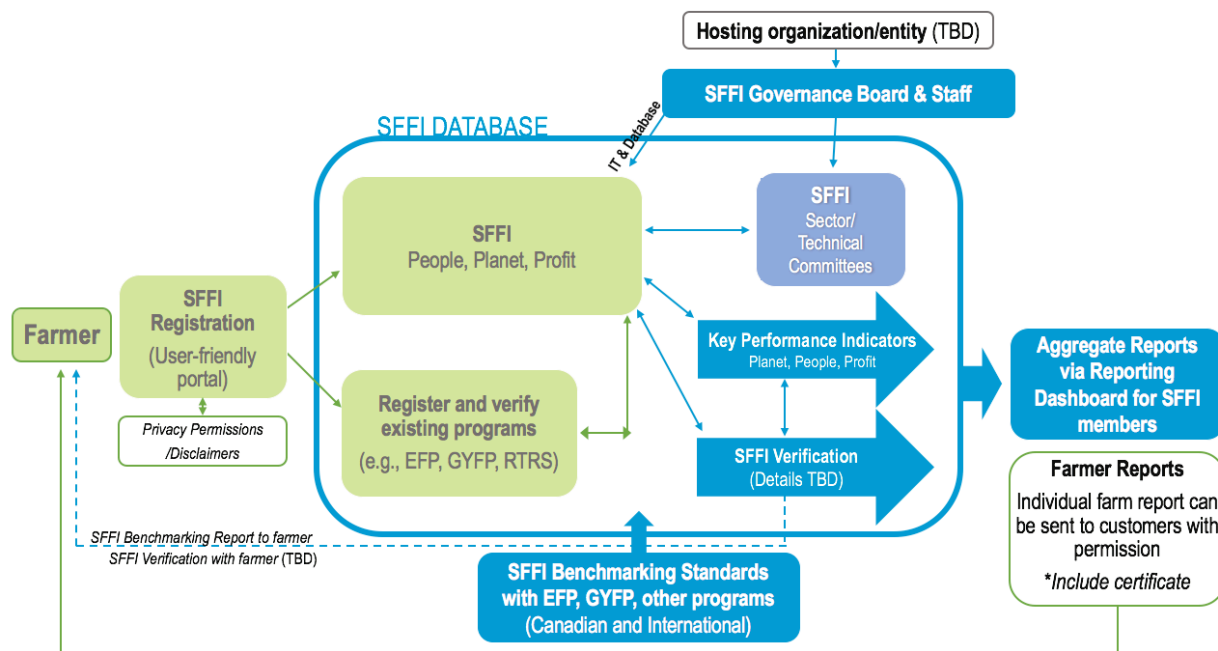 Hosting organization/entity (TBD)
SFFI Governance Board & Staff
SFFI DATABASE
IT & Database
SFFI
People, Planet, Profit
SFFI
Sector/
Technical
Committees
SFFI
Registration
(User-friendly
portal)
Farmer
Privacy Permissions
/Disclaimers
Register and verify
existing programs
(e.g., EFP, GYFP, RTRS)
Key Performance Indicators
Planet, People, Profit
SFFI Verification
(Details TBD)
Aggregate Reports
via Reporting
Dashboard for SFFI
members
Farmer Reports
Individual farm report can
be sent to customers with
permission
*Include certificate
SFFI Benchmarking Report to farmer
SFFI Verification with farmer (TBD)
SFFI Benchmarking Standards
with EFP, GYFP, other programs
(Canadian and International)